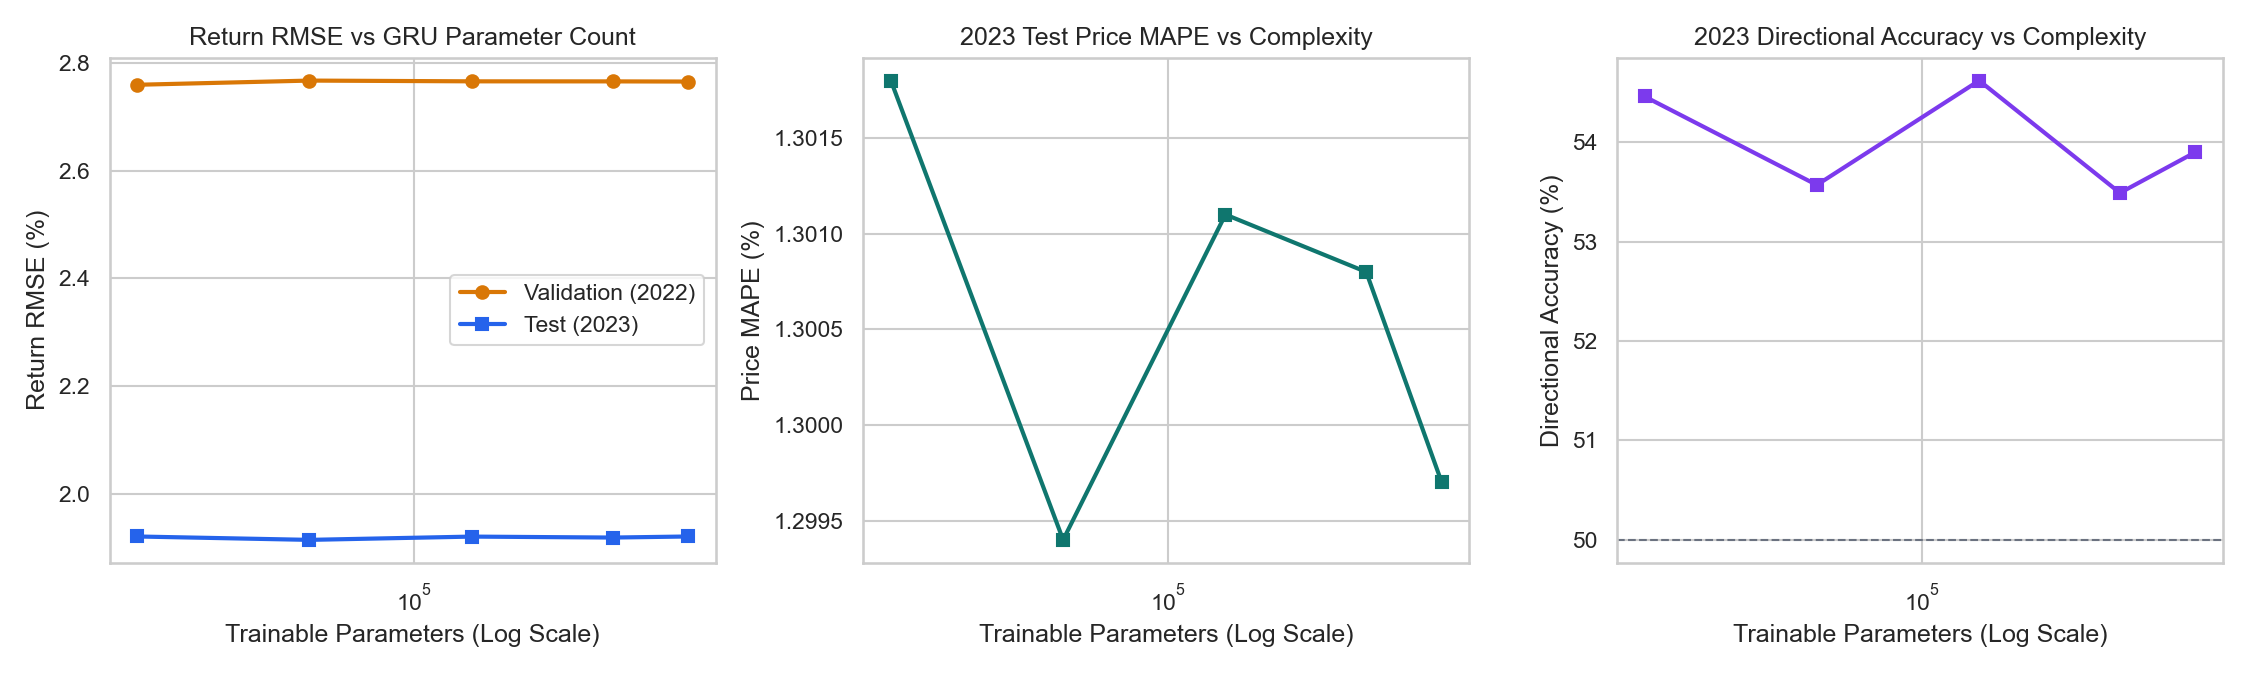 Return RMSE vs GRU Parameter Count
Return RMSE (%)
2.8
2.6
2.4
2.2
2.0
Validation (2022)
Test (2023)
10^5
Trainable Parameters (Log Scale)
2023 Test Price MAPE vs Complexity
Price MAPE (%)
1.3015
1.3010
1.3005
1.3000
1.2995
10^5
Trainable Parameters (Log Scale)
2023 Directional Accuracy vs Complexity
Directional Accuracy (%)
54
53
52
51
50
10^5
Trainable Parameters (Log Scale)